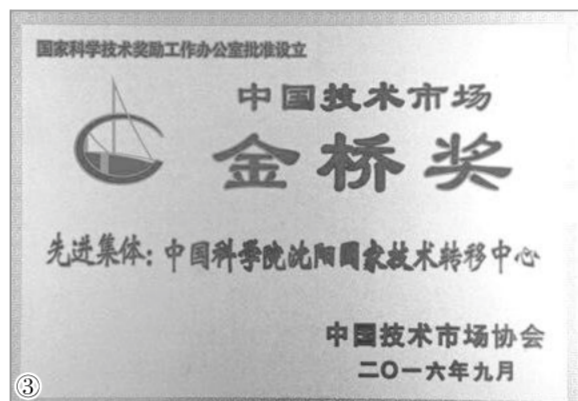 国家科学技术奖励工作办公室批准设立
中国技术市场
金桥奖
先进集体：中国科学院沈阳国家技术转移中心
中国技术市场协会
二〇一六年九月
③